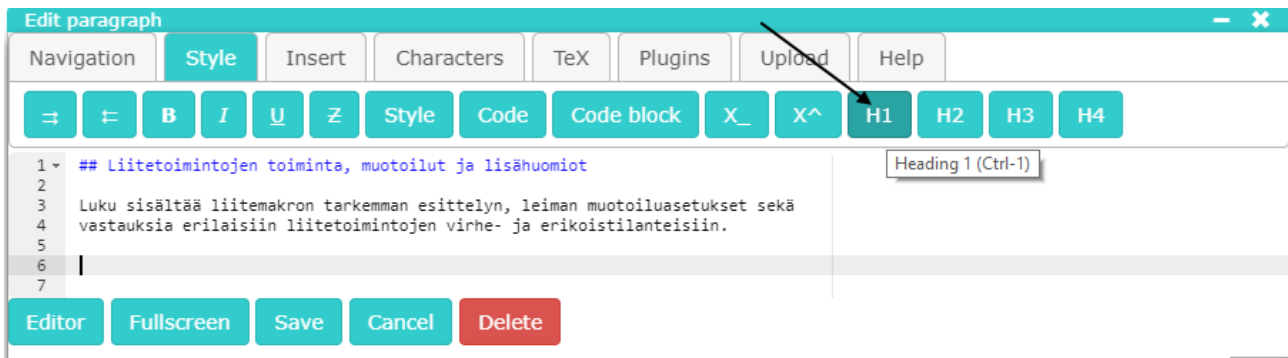 Edit paragraph
Navigation Style Insert Characters TeX Plugins Upload Help
⇉ ⇇ B I U Z Style Code Code block X_ X^ H1 H2 H3 H4
Heading 1 (Ctrl-1)
1 ## Liitetoimintojen toiminta, muotoilut ja lisähuomiot
2
3 Luku sisältää liitemakron tarkemman esittelyn, leiman muotoiluasetukset sekä
4 vastauksia erilaisiin liitetoimintojen virhe- ja erikoistilanteisiin.
5
6
7
Editor Fullscreen Save Cancel Delete